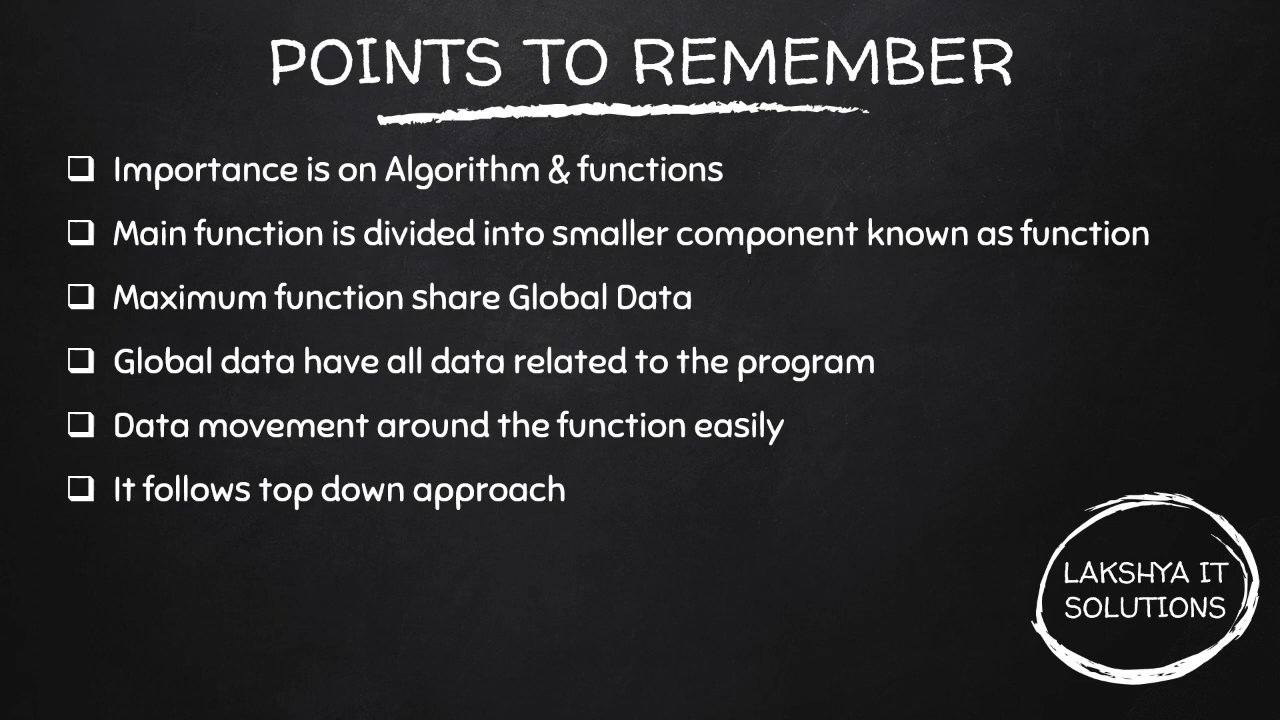 POINTS TO REMEMBER
Importance is on Algorithm & functions
Main function is divided into smaller component known as function
Maximum function share Global Data
Global data have all data related to the program
Data movement around the function easily
It follows top down approach
LAKSHYA IT
SOLUTIONS